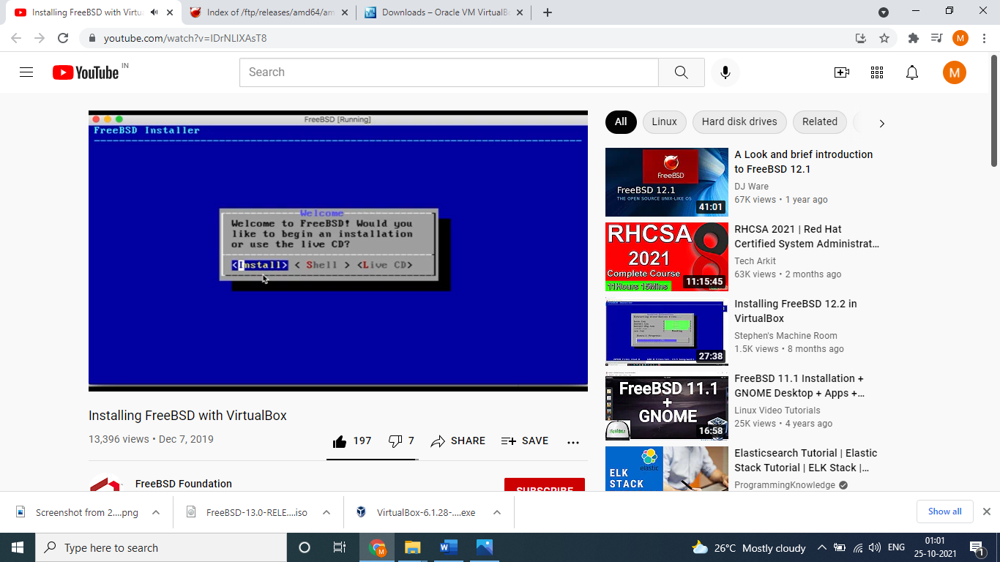 Installing FreeBSD with Virtua
Index of /ftp/releases/amd64/am
Downloads – Oracle VM VirtualB
youtube.com/watch?v=IDrNLIXAsT8
M
YouTube IN
Search
M
FreeBSD [Running]
FreeBSD Installer
Welcome
Welcome to FreeBSD! Would you
like to begin an installation
or use the live CD?
<Install> < Shell > <Live CD>
Installing FreeBSD with VirtualBox
13,396 views • Dec 7, 2019
197
7
SHARE
SAVE
FreeBSD Foundation
SUBSCRIBE
All
Linux
Hard disk drives
Related
FreeBSD
FreeBSD 12.1
THE OPEN SOURCE UNIX-LIKE OS
41:01
A Look and brief introduction
to FreeBSD 12.1
DJ Ware
67K views • 1 year ago
RHCSA
2021
8
Complete Course
11Hours 15Mins
11:15:45
RHCSA 2021 | Red Hat
Certified System Administrat...
Tech Arkit
63K views • 2 months ago
27:38
Installing FreeBSD 12.2 in
VirtualBox
Stephen's Machine Room
1.5K views • 8 months ago
FreeBSD 11.1
+
GNOME
16:58
FreeBSD 11.1 Installation +
GNOME Desktop + Apps +...
Linux Video Tutorials
25K views • 4 years ago
ELK
STACK
elastic
Elasticsearch Tutorial | Elastic
Stack Tutorial | ELK Stack |...
ProgrammingKnowledge
Screenshot from 2....png
FreeBSD-13.0-RELE....iso
VirtualBox-6.1.28-....exe
Show all
Type here to search
M
26°C Mostly cloudy
ENG
01:01
25-10-2021
1